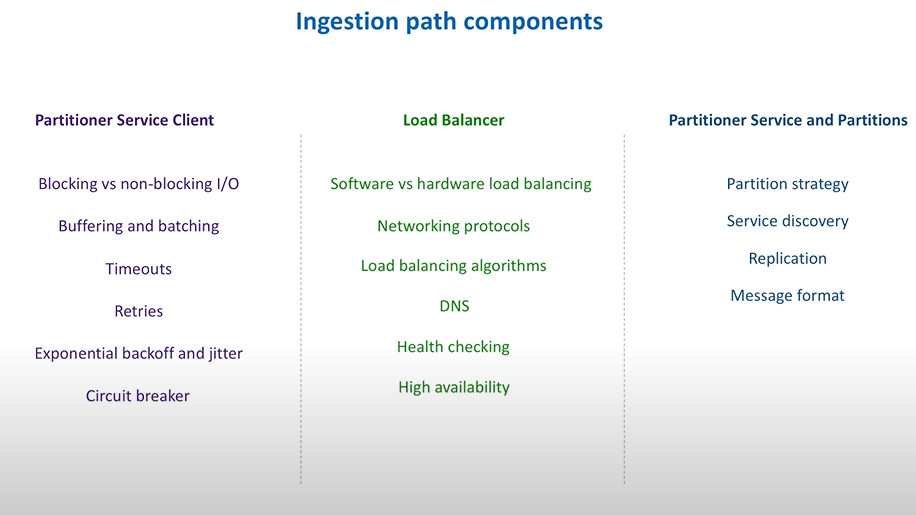 Ingestion path components
Partitioner Service Client
Blocking vs non-blocking I/O
Buffering and batching
Timeouts
Retries
Exponential backoff and jitter
Circuit breaker
Load Balancer
Software vs hardware load balancing
Networking protocols
Load balancing algorithms
DNS
Health checking
High availability
Partitioner Service and Partitions
Partition strategy
Service discovery
Replication
Message format